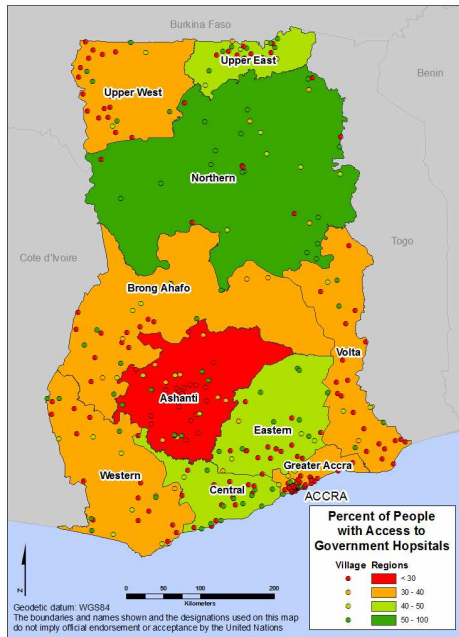 Burkina Faso
Upper East
Benin
Upper West
Northern
Togo
Cote d'Ivoire
Brong Ahafo
Volta
Ashanti
Eastern
Greater Accra
Western
Central
ACCRA
Percent of People
with Access to
Government Hopsitals
Village Regions
< 30
30 - 40
40 - 50
50 - 100
N
0 50 100 200
Kilometers
Geodetic datum: WGS84
The boundaries and names shown and the designations used on this map
do not imply official endorsement or acceptance by the United Nations